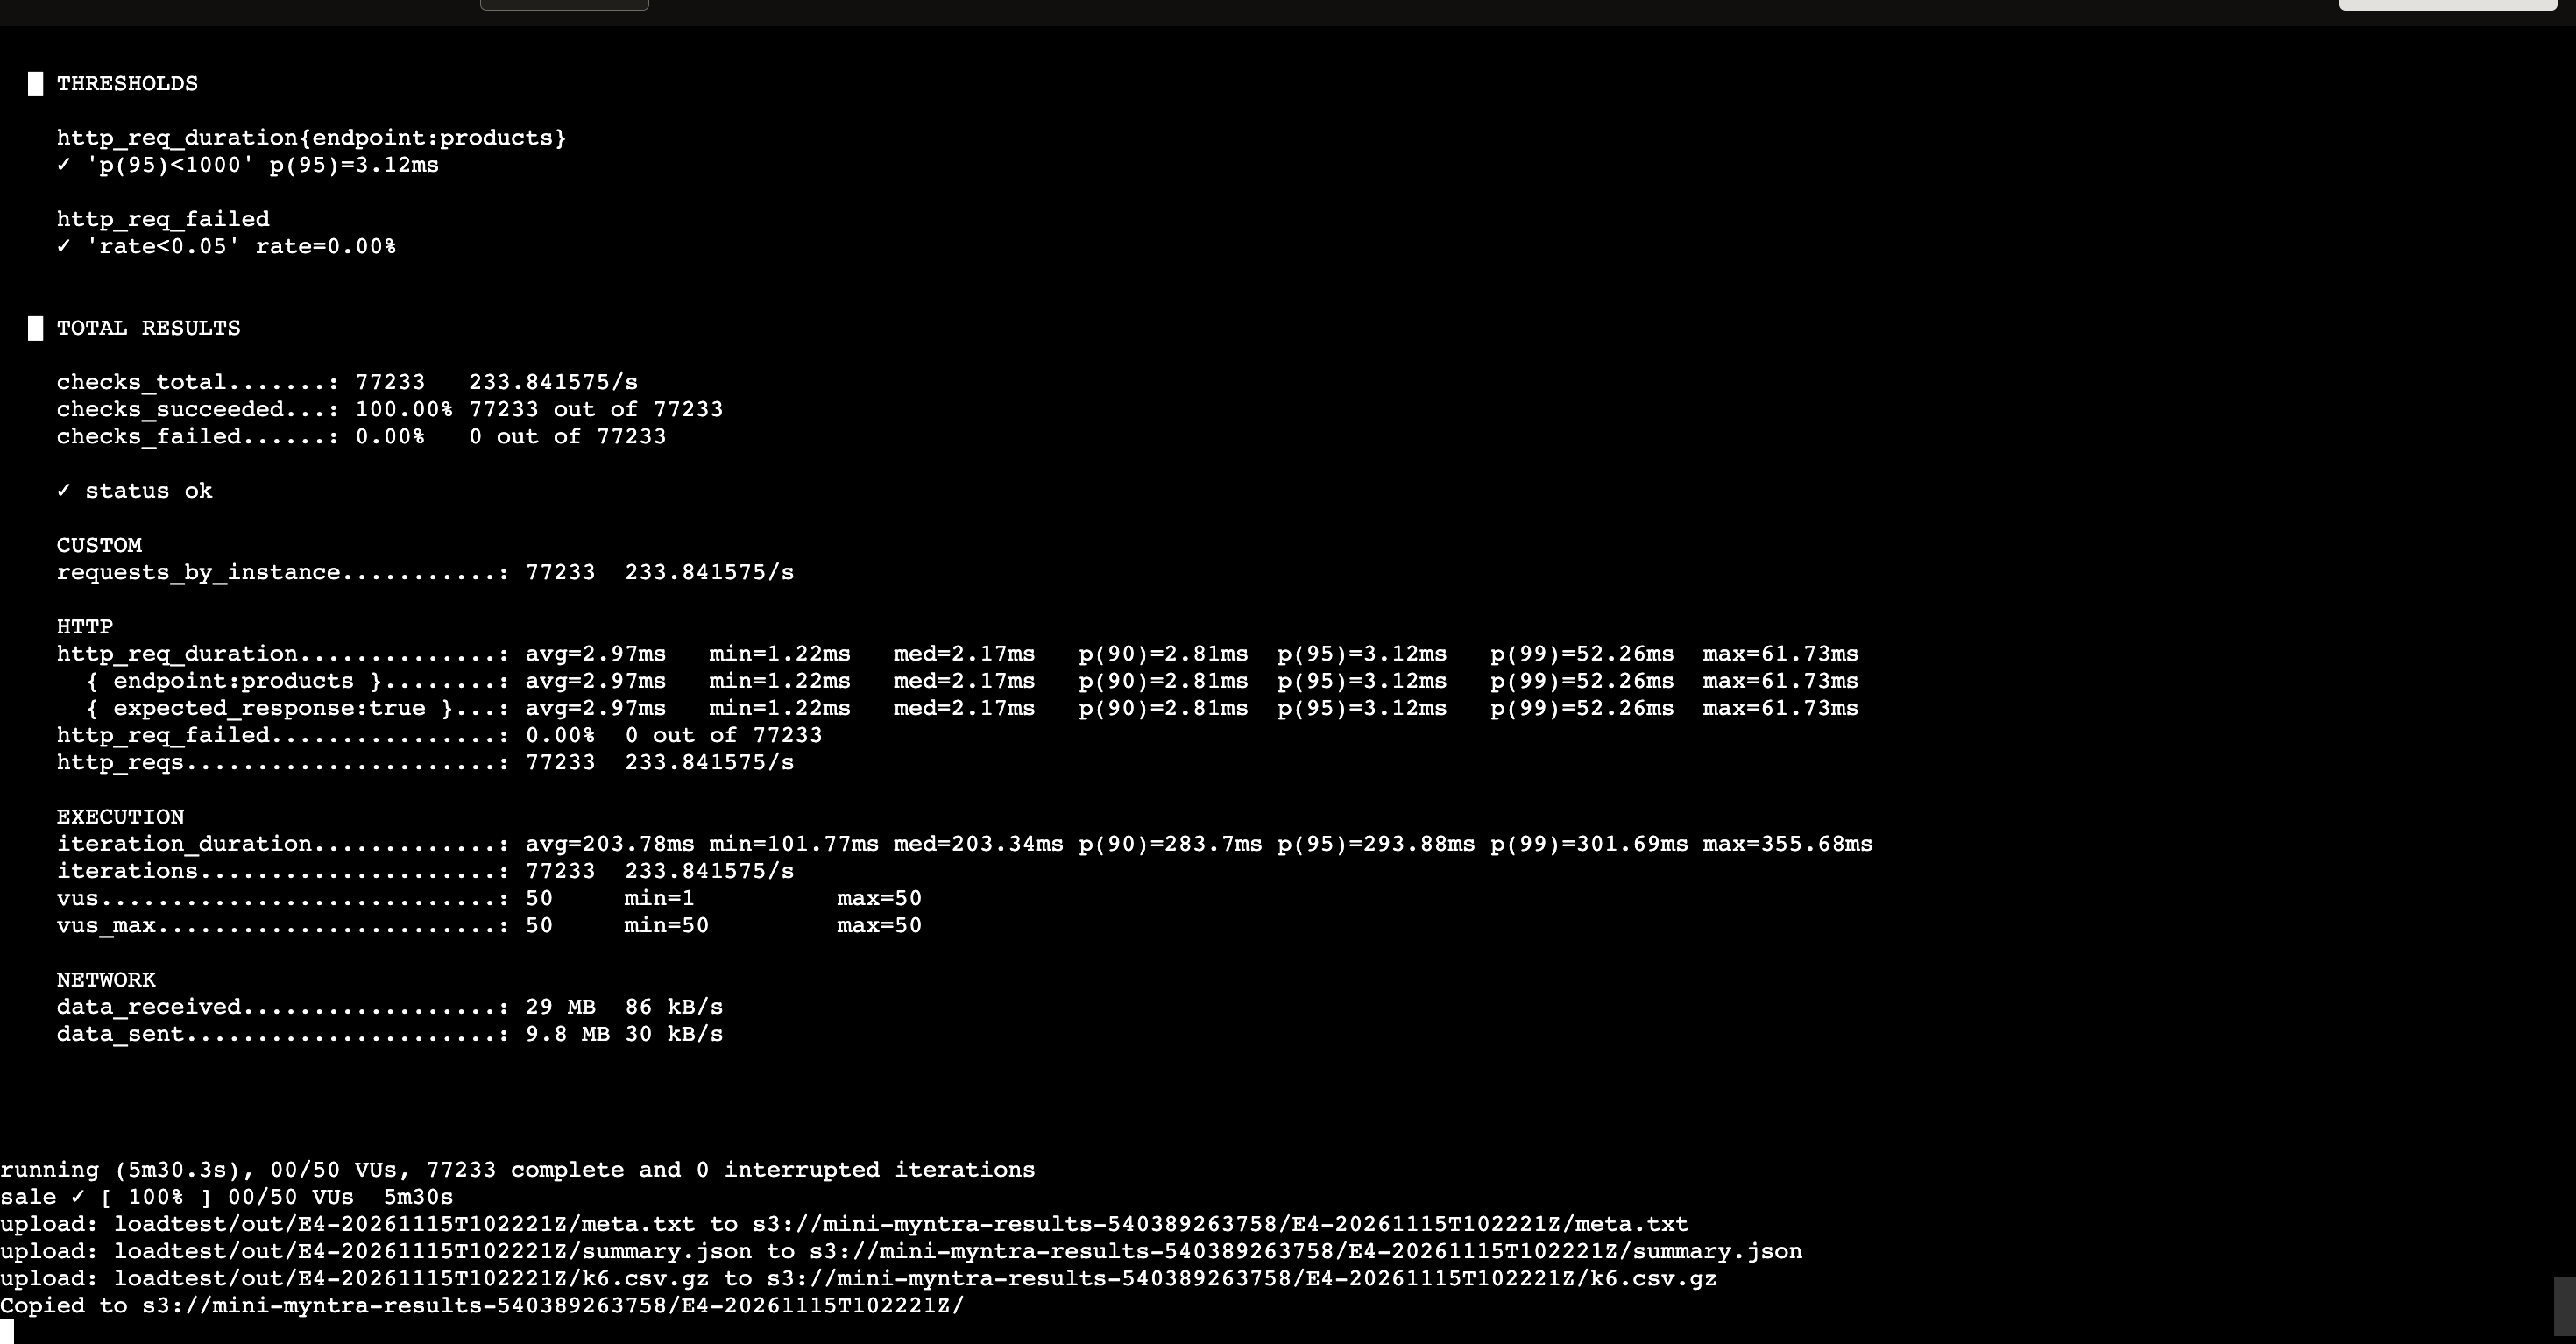 THRESHOLDS
http_req_duration{endpoint:products}
✓ 'p(95)<1000' p(95)=3.12ms
http_req_failed
✓ 'rate<0.05' rate=0.00%
TOTAL RESULTS
checks_total.......: 77233   233.841575/s
checks_succeeded...: 100.00% 77233 out of 77233
checks_failed......: 0.00%   0 out of 77233
✓ status ok
CUSTOM
requests_by_instance...........: 77233  233.841575/s
HTTP
http_req_duration..............: avg=2.97ms   min=1.22ms   med=2.17ms   p(90)=2.81ms  p(95)=3.12ms   p(99)=52.26ms  max=61.73ms
  { endpoint:products }........: avg=2.97ms   min=1.22ms   med=2.17ms   p(90)=2.81ms  p(95)=3.12ms   p(99)=52.26ms  max=61.73ms
  { expected_response:true }...: avg=2.97ms   min=1.22ms   med=2.17ms   p(90)=2.81ms  p(95)=3.12ms   p(99)=52.26ms  max=61.73ms
http_req_failed................: 0.00%  0 out of 77233
http_reqs......................: 77233  233.841575/s
EXECUTION
iteration_duration.............: avg=203.78ms min=101.77ms med=203.34ms p(90)=283.7ms p(95)=293.88ms p(99)=301.69ms max=355.68ms
iterations.....................: 77233  233.841575/s
vus............................: 50     min=1          max=50
vus_max........................: 50     min=50         max=50
NETWORK
data_received..................: 29 MB  86 kB/s
data_sent......................: 9.8 MB 30 kB/s
running (5m30.3s), 00/50 VUs, 77233 complete and 0 interrupted iterations
sale ✓ [ 100% ] 00/50 VUs  5m30s
upload: loadtest/out/E4-20261115T102221Z/meta.txt to s3://mini-myntra-results-540389263758/E4-20261115T102221Z/meta.txt
upload: loadtest/out/E4-20261115T102221Z/summary.json to s3://mini-myntra-results-540389263758/E4-20261115T102221Z/summary.json
upload: loadtest/out/E4-20261115T102221Z/k6.csv.gz to s3://mini-myntra-results-540389263758/E4-20261115T102221Z/k6.csv.gz
Copied to s3://mini-myntra-results-540389263758/E4-20261115T102221Z/